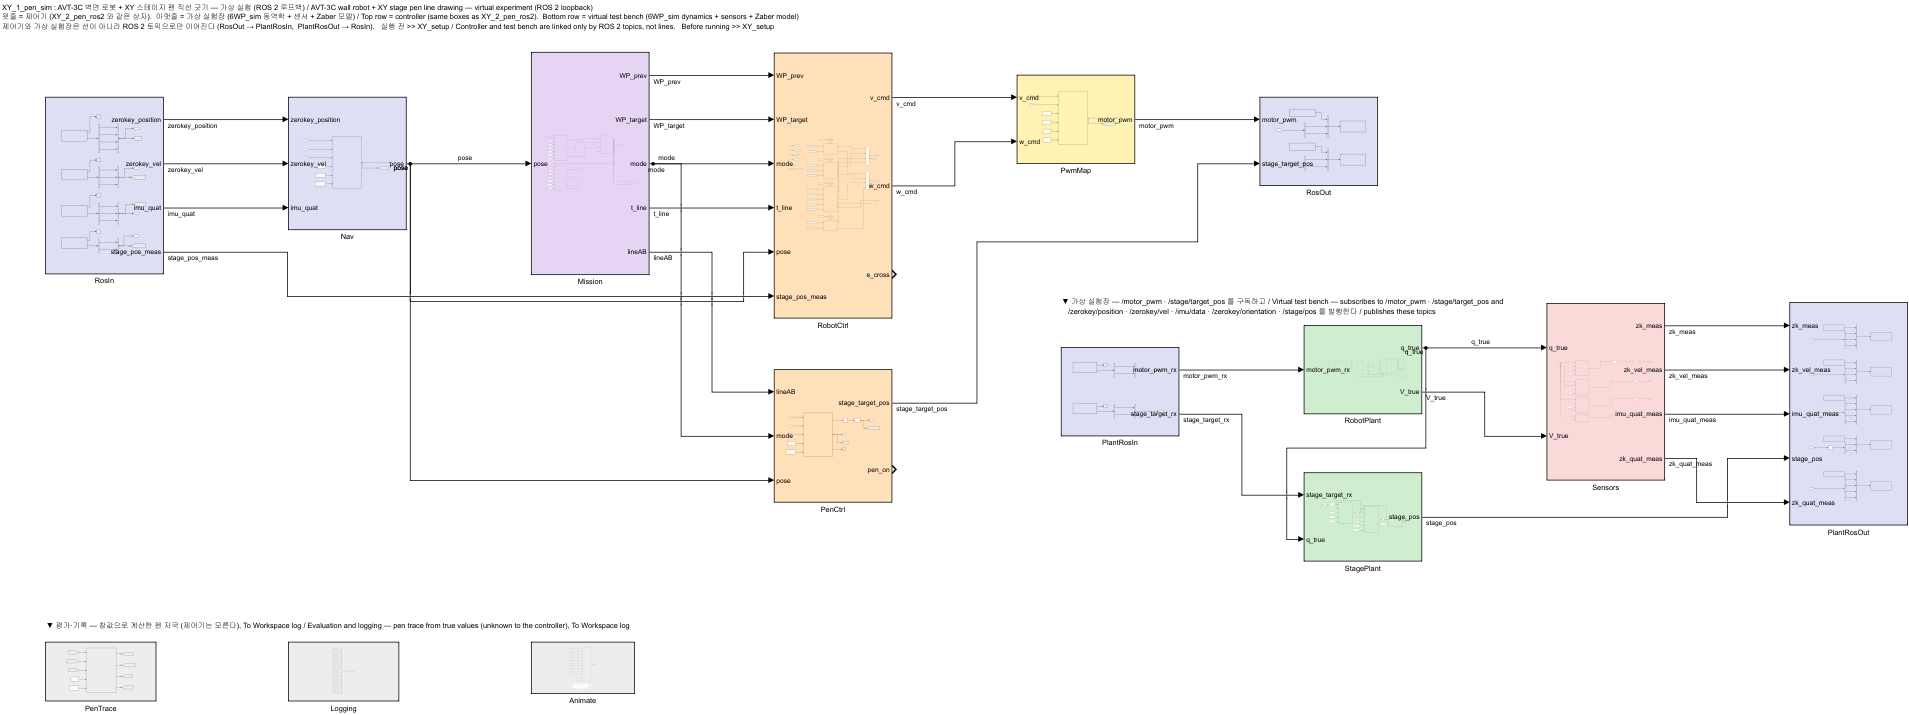 XY_1_pen_sim : AVT-3C 벽면 로봇 + XY 스테이지 펜 직선 긋기 — 가상 실험 (ROS 2 루프백) / AVT-3C wall robot + XY stage pen line drawing — virtual experiment (ROS 2 loopback)
윗줄 = 제어기 (XY_2_pen_ros2 와 같은 상자). 아랫줄 = 가상 실험장 (6WP_sim 동역학 + 센서 + Zaber 모델) / Top row = controller (same boxes as XY_2_pen_ros2). Bottom row = virtual test bench (6WP_sim dynamics + sensors + Zaber model)
제어기와 가상 실험장은 선이 아니라 ROS 2 토픽으로만 이어진다 (RosOut → PlantRosIn, PlantRosOut → RosIn). 실행 전 >> XY_setup / Controller and test bench are linked only by ROS 2 topics, not lines. Before running >> XY_setup
zerokey_position
zerokey_position
zerokey_vel
zerokey_vel
imu_quat
imu_quat
stage_pos_meas
stage_pos_meas
RosIn
zerokey_position
zerokey_vel
imu_quat
pose
pose
pose
Nav
pose
WP_prev
WP_prev
WP_target
WP_target
mode
mode
mode
t_line
t_line
lineAB
lineAB
Mission
WP_prev
WP_target
mode
t_line
pose
stage_pos_meas
v_cmd
v_cmd
w_cmd
w_cmd
e_cross
RobotCtrl
lineAB
mode
pose
stage_target_pos
stage_target_pos
pen_on
PenCtrl
v_cmd
w_cmd
motor_pwm
motor_pwm
PwmMap
motor_pwm
stage_target_pos
RosOut
▼ 가상 실험장 — /motor_pwm · /stage/target_pos 를 구독하고 / Virtual test bench — subscribes to /motor_pwm · /stage/target_pos and
/zerokey/position · /zerokey/vel · /imu/data · /zerokey/orientation · /stage/pos 를 발행한다 / publishes these topics
motor_pwm_rx
motor_pwm_rx
stage_target_rx
stage_target_rx
PlantRosIn
motor_pwm_rx
q_true
q_true
q_true
V_true
V_true
RobotPlant
stage_target_rx
q_true
stage_pos
stage_pos
StagePlant
q_true
V_true
zk_meas
zk_meas
zk_vel_meas
zk_vel_meas
imu_quat_meas
imu_quat_meas
zk_quat_meas
zk_quat_meas
Sensors
zk_meas
zk_vel_meas
imu_quat_meas
stage_pos
zk_quat_meas
PlantRosOut
▼ 평가·기록 — 참값으로 계산한 펜 자국 (제어기는 모른다), To Workspace log / Evaluation and logging — pen trace from true values (unknown to the controller), To Workspace log
PenTrace
Logging
Animate